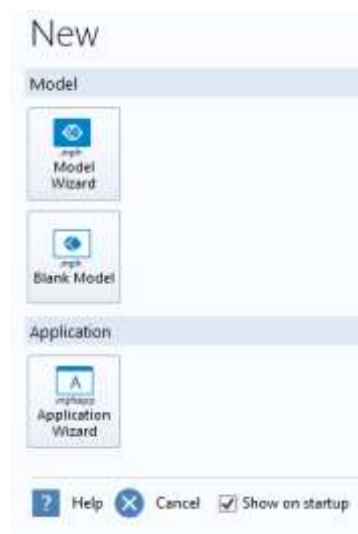 New
Model
.mph
Model
Wizard
.mph
Blank Model
Application
A
.mphapp
Application
Wizard
? Help Cancel Show on startup